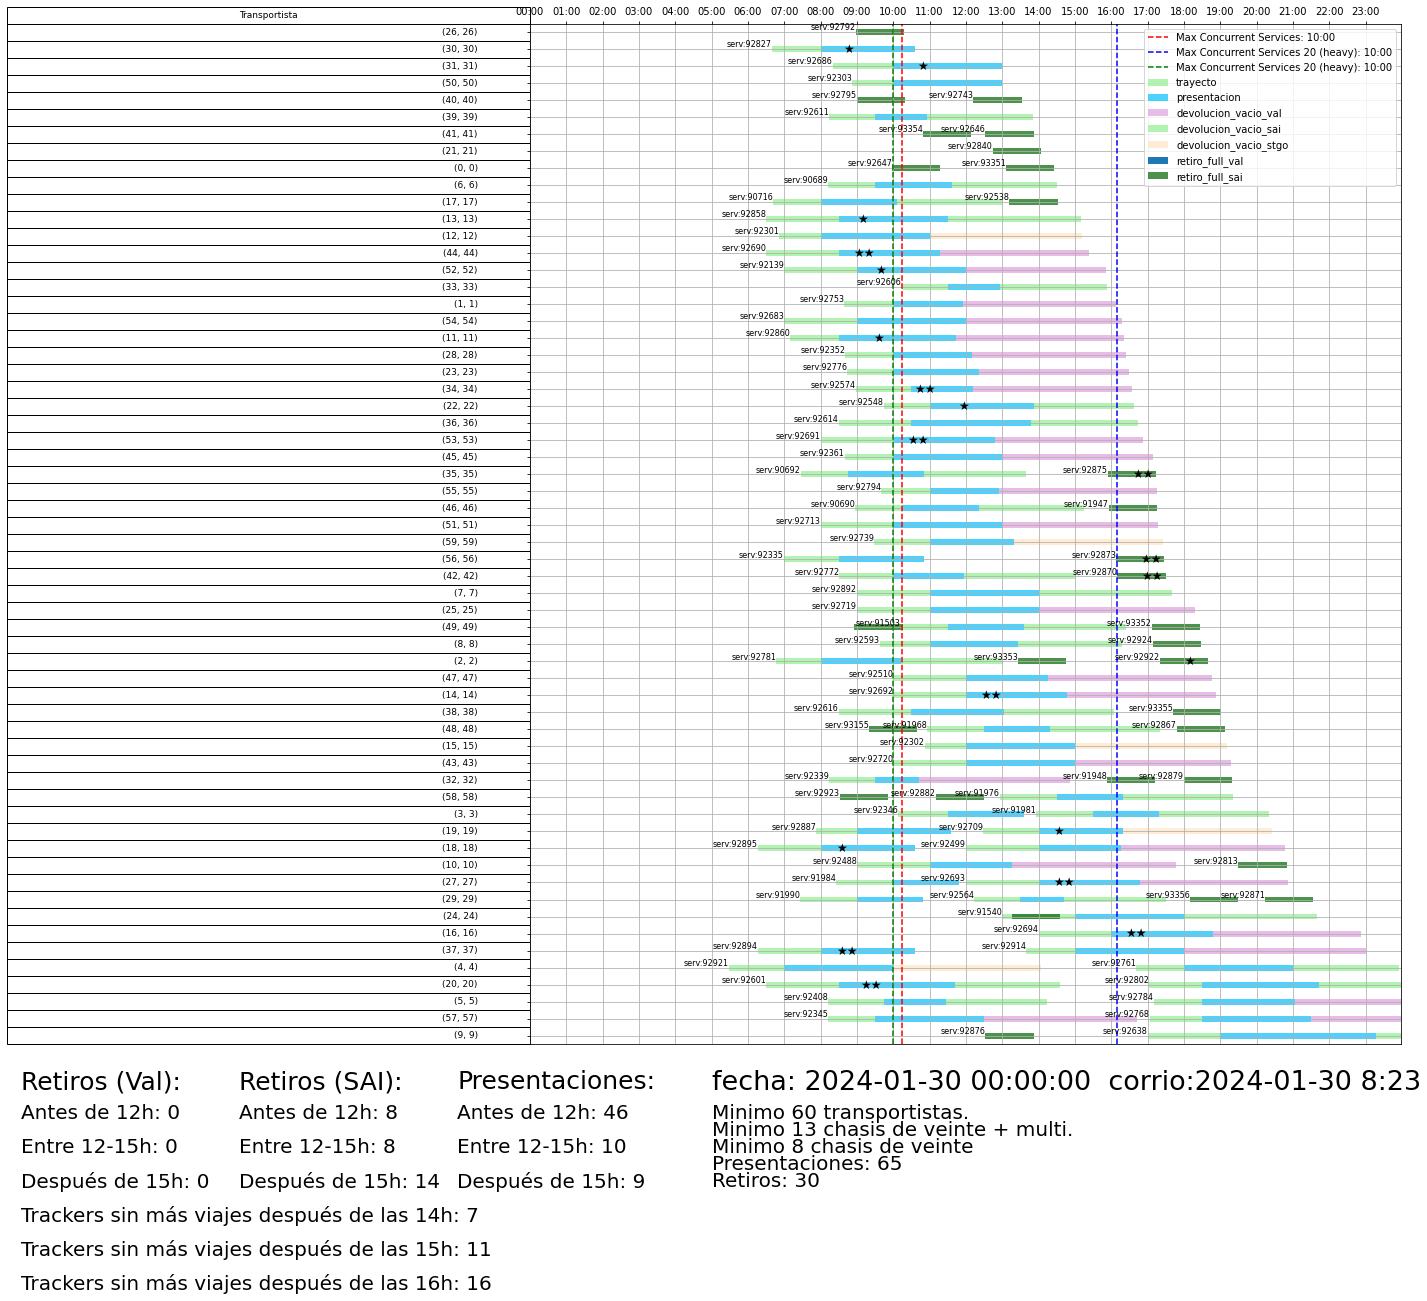 Transportista
00:00 01:00 02:00 03:00 04:00 05:00 06:00 07:00 08:00 09:00 10:00 11:00 12:00 13:00 14:00 15:00 16:00 17:00 18:00 19:00 20:00 21:00 22:00 23:00
Max Concurrent Services: 10:00
Max Concurrent Services 20 (heavy): 10:00
Max Concurrent Services 20 (heavy): 10:00
trayecto
presentacion
devolucion_vacio_val
devolucion_vacio_sai
devolucion_vacio_stgo
retiro_full_val
retiro_full_sai
(26, 26) serv:92792
(30, 30) serv:92827
(31, 31) serv:92686
(50, 50) serv:92303
(40, 40) serv:92795 serv:92743
(39, 39) serv:92611
(41, 41) serv:93354 serv:92646
(21, 21) serv:92840
(0, 0) serv:92647 serv:93351
(6, 6) serv:90689
(17, 17) serv:90716 serv:92538
(13, 13) serv:92858
(12, 12) serv:92301
(44, 44) serv:92690
(52, 52) serv:92139
(33, 33) serv:92606
(1, 1) serv:92753
(54, 54) serv:92683
(11, 11) serv:92860
(28, 28) serv:92352
(23, 23) serv:92776
(34, 34) serv:92574
(22, 22) serv:92548
(36, 36) serv:92614
(53, 53) serv:92691
(45, 45) serv:92361
(35, 35) serv:90692 serv:92875
(55, 55) serv:92794
(46, 46) serv:90690 serv:91947
(51, 51) serv:92713
(59, 59) serv:92739
(56, 56) serv:92335 serv:92873
(42, 42) serv:92772 serv:92870
(7, 7) serv:92892
(25, 25) serv:92719
(49, 49) serv:91503 serv:93352
(8, 8) serv:92593 serv:92924
(2, 2) serv:92781 serv:93353 serv:92922
(47, 47) serv:92510
(14, 14) serv:92692
(38, 38) serv:92616 serv:93355
(48, 48) serv:93155 serv:91968 serv:92867
(15, 15) serv:92302
(43, 43) serv:92720
(32, 32) serv:92339 serv:91948 serv:92879
(58, 58) serv:92923 serv:92882 serv:91976
(3, 3) serv:92346 serv:91981
(19, 19) serv:92887 serv:92709
(18, 18) serv:92895 serv:92499
(10, 10) serv:92488 serv:92813
(27, 27) serv:91984 serv:92693
(29, 29) serv:91990 serv:92564 serv:93356 serv:92871
(24, 24) serv:91540
(16, 16) serv:92694
(37, 37) serv:92894 serv:92914
(4, 4) serv:92921 serv:92761
(20, 20) serv:92601 serv:92802
(5, 5) serv:92408 serv:92784
(57, 57) serv:92345 serv:92768
(9, 9) serv:92876 serv:92638
Retiros (Val):
Antes de 12h: 0
Entre 12-15h: 0
Después de 15h: 0
Retiros (SAI):
Antes de 12h: 8
Entre 12-15h: 8
Después de 15h: 14
Presentaciones:
Antes de 12h: 46
Entre 12-15h: 10
Después de 15h: 9
Trackers sin más viajes después de las 14h: 7
Trackers sin más viajes después de las 15h: 11
Trackers sin más viajes después de las 16h: 16
fecha: 2024-01-30 00:00:00 corrio:2024-01-30 8:23
Minimo 60 transportistas.
Minimo 13 chasis de veinte + multi.
Minimo 8 chasis de veinte
Presentaciones: 65
Retiros: 30